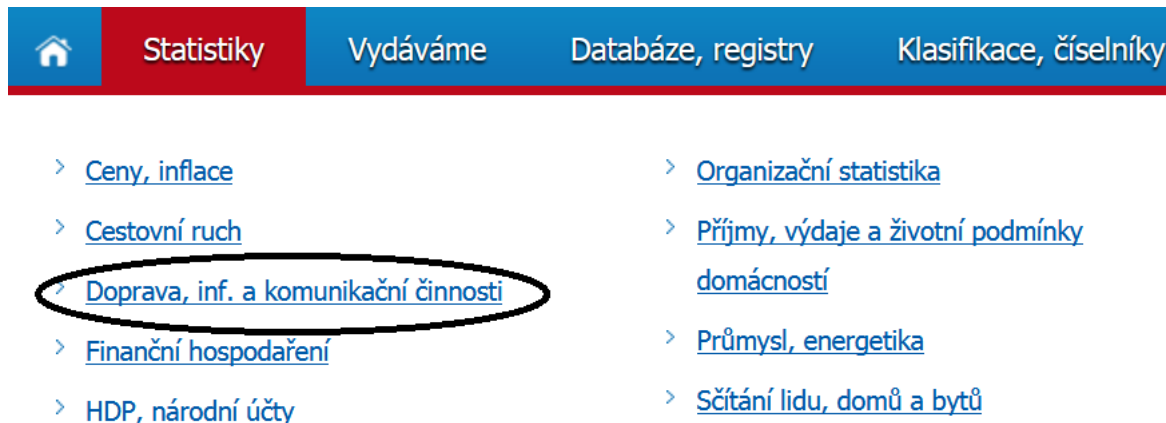 Statistiky Vydáváme Databáze, registry Klasifikace, číselníky
Ceny, inflace
Cestovní ruch
Doprava, inf. a komunikační činnosti
Finanční hospodaření
HDP, národní účty
Organizační statistika
Příjmy, výdaje a životní podmínky
domácností
Průmysl, energetika
Sčítání lidu, domů a bytů